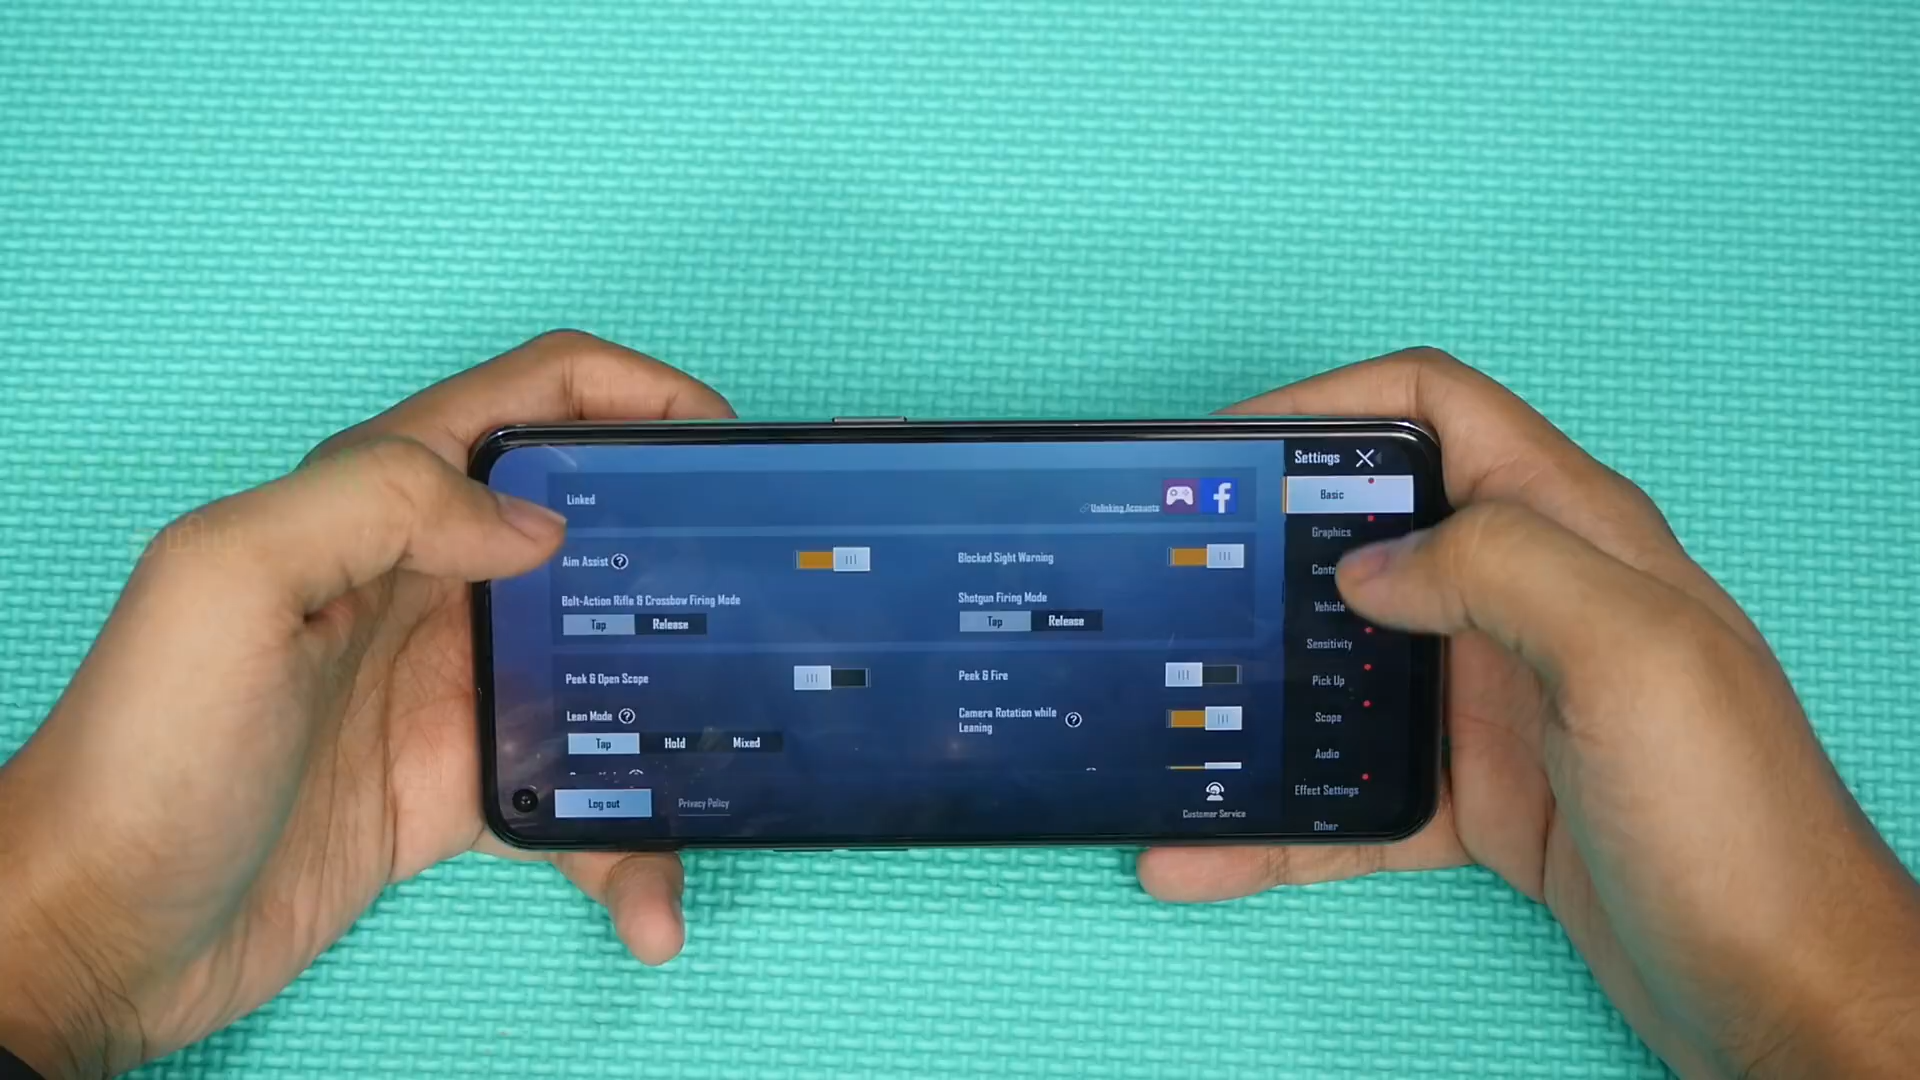 Settings
Linked
Unlinking Accounts
Basic
Graphics
Aim Assist
Blocked Sight Warning
Bolt-Action Rifle & Crossbow Firing Mode
Shotgun Firing Mode
Tap Release
Tap Release
Vehicle
Sensitivity
Peek & Open Scope
Peek & Fire
Pick Up
Lean Mode
Camera Rotation while
Leaning
Scope
Tap Hold Mixed
Audio
Effect Settings
Log out
Privacy Policy
Customer Service
Other